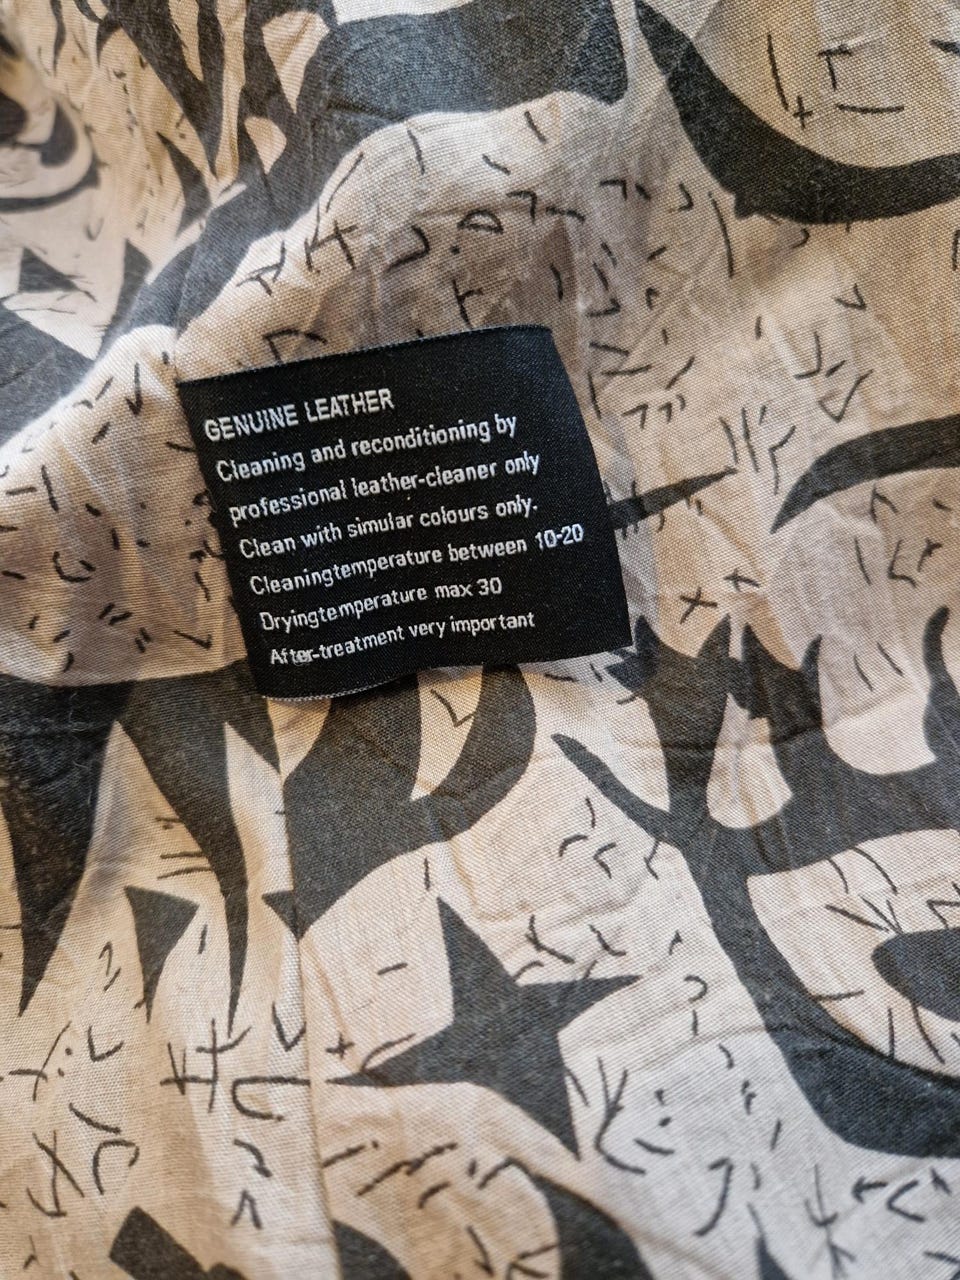 GENUINE LEATHER
Cleaning and reconditioning by
professional leather-cleaner only
Clean with simular colours only.
Cleaningtemperature between 10-20
Dryingtemperature max 30
After-treatment very important